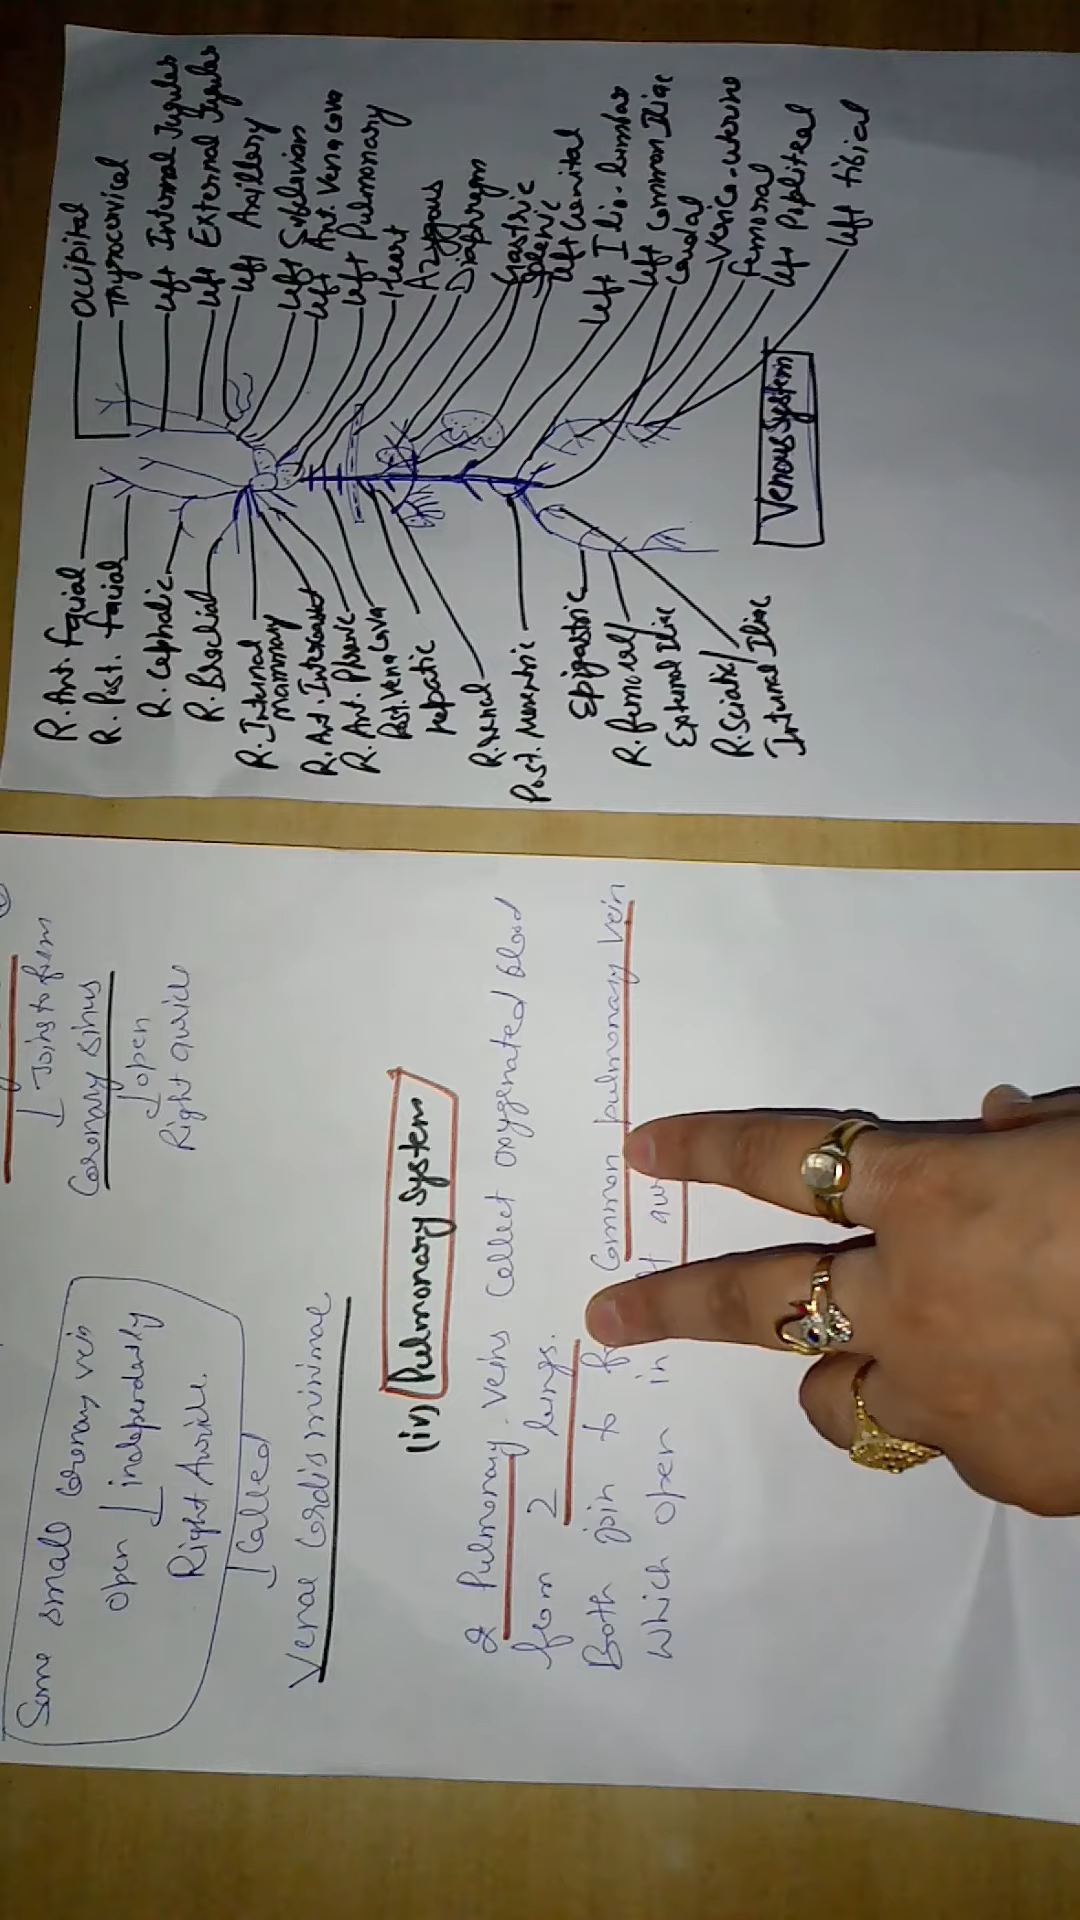 Occipital
Thyrocervical
Left Internal Jugular
Left External Jugular
Left Axillary
Left Subclavian
Left Ant. Vena Cava
Left Pulmonary
Heart
Azygous
Diaphragm
Gastric
Splenic
Left Genital
Left Ilio-lumbar
Left Common Iliac
Caudal
Vesico-uterine
Femoral
Left Popliteal
Left tibial
R. Ant. facial
R. Post. facial
R. Cephalic
R. Brachial
R. Internal
mammary
R. Ant. Intercostal
R. Ant. Phrenic
Post. Vena Cava
Hepatic
R. Renal
Post. Mesentric
Epigastric
R. femoral/
External Iliac
R. Sciatic/
Internal Iliac
Venous System
Joins to form
Coronary sinus
open
Right auricle
Some small coronary vein
open independently
Right Auricle.
Called
Venae Cordis minimae
(iv) Pulmonary System
2 Pulmonary veins collect oxygenated blood
from 2 lungs.
Both join to Common pulmonary vein
Which open in